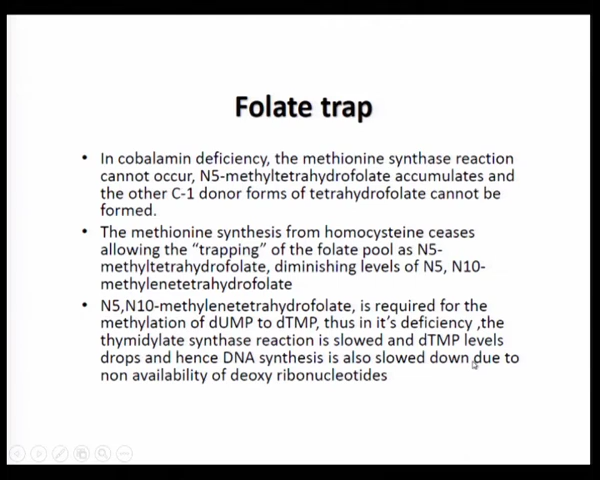 Folate trap
• In cobalamin deficiency, the methionine synthase reaction
cannot occur, N5-methyltetrahydrofolate accumulates and
the other C-1 donor forms of tetrahydrofolate cannot be
formed.
• The methionine synthesis from homocysteine ceases
allowing the “trapping” of the folate pool as N5-
methyltetrahydrofolate, diminishing levels of N5, N10-
methylenetetrahydrofolate
• N5,N10-methylenetetrahydrofolate, is required for the
methylation of dUMP to dTMP, thus in it’s deficiency ,the
thymidylate synthase reaction is slowed and dTMP levels
drops and hence DNA synthesis is also slowed down due to
non availability of deoxy ribonucleotides